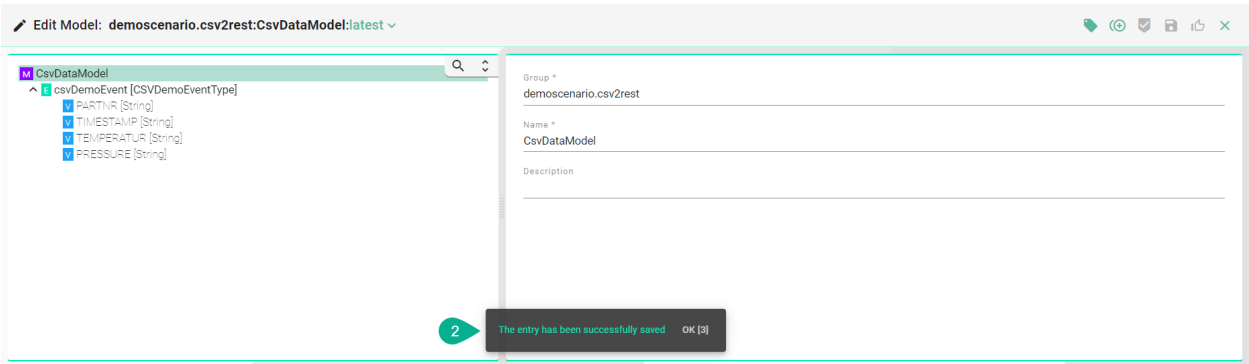 Edit Model: demoscenario.csv2rest:CsvDataModel:latest
M CsvDataModel
E csvDemoEvent [CSVDemoEventType]
V PARTNR [String]
V TIMESTAMP [String]
V TEMPERATUR [String]
V PRESSURE [String]
Group *
demoscenario.csv2rest
Name *
CsvDataModel
Description
2
The entry has been successfully saved OK [3]